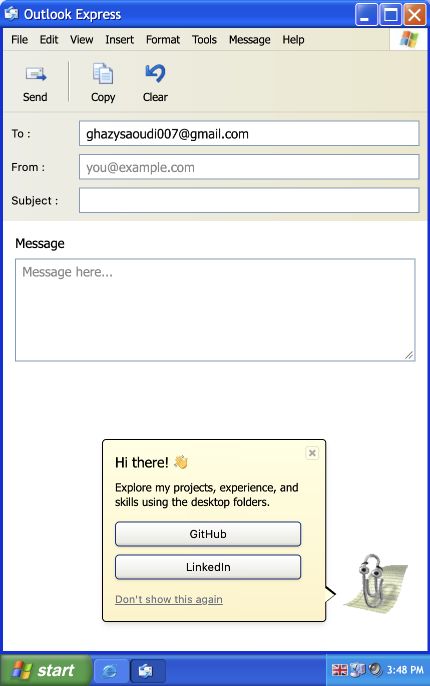 Outlook Express
File Edit View Insert Format Tools Message Help
Send Copy Clear
To : ghazysaoudi007@gmail.com
From : you@example.com
Subject :
Message
Message here...
Hi there! 👋
Explore my projects, experience, and
skills using the desktop folders.
GitHub
LinkedIn
Don't show this again
start 3:48 PM